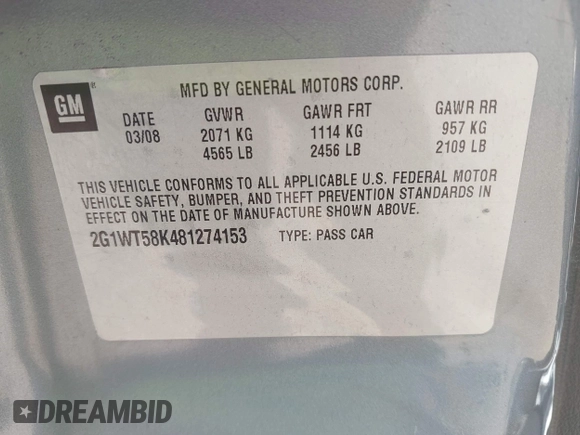 GM
MFD BY GENERAL MOTORS CORP.
DATE GVWR GAWR FRT GAWR RR
03/08 2071 KG 1114 KG 957 KG
4565 LB 2456 LB 2109 LB
THIS VEHICLE CONFORMS TO ALL APPLICABLE U.S. FEDERAL MOTOR
VEHICLE SAFETY, BUMPER, AND THEFT PREVENTION STANDARDS IN
EFFECT ON THE DATE OF MANUFACTURE SHOWN ABOVE.
2G1WT58K481274153 TYPE: PASS CAR
DREAMBID